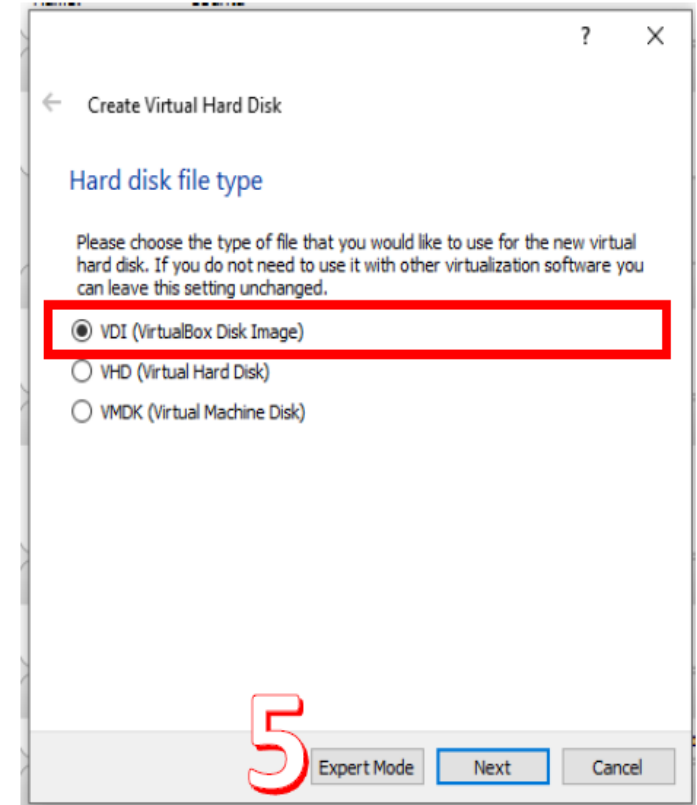 ?
Create Virtual Hard Disk
Hard disk file type
Please choose the type of file that you would like to use for the new virtual
hard disk. If you do not need to use it with other virtualization software you
can leave this setting unchanged.
VDI (VirtualBox Disk Image)
VHD (Virtual Hard Disk)
VMDK (Virtual Machine Disk)
5
Expert Mode Next Cancel